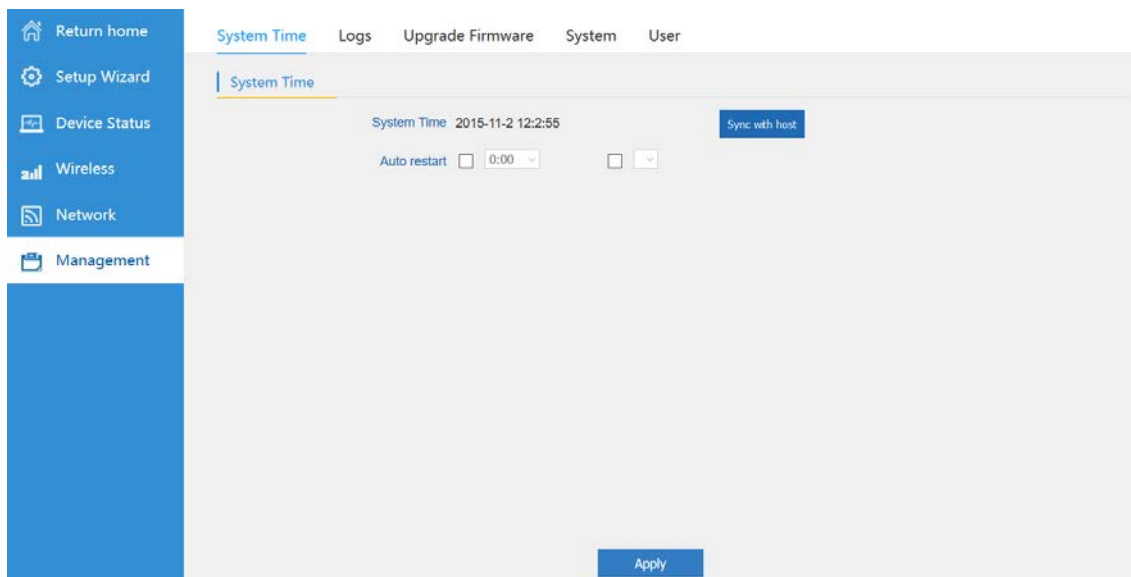 Return home
Setup Wizard
Device Status
Wireless
Network
Management
System Time Logs Upgrade Firmware System User
System Time
System Time 2015-11-2 12:2:55 Sync with host
Auto restart 0:00
Apply